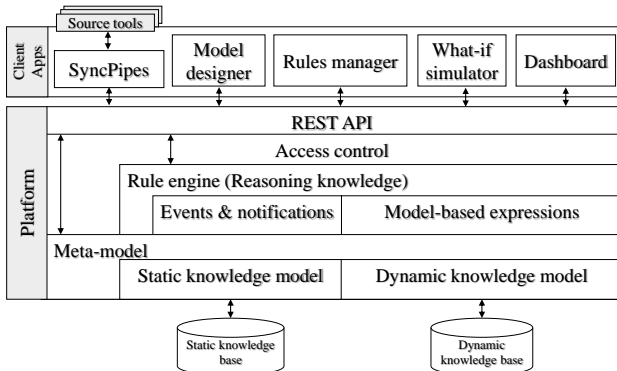 Source tools
Client
Apps
SyncPipes
Model
designer
Rules manager
What-if
simulator
Dashboard
Platform
REST API
Access control
Rule engine (Reasoning knowledge)
Events & notifications
Model-based expressions
Meta-model
Static knowledge model
Dynamic knowledge model
Static knowledge
base
Dynamic
knowledge base